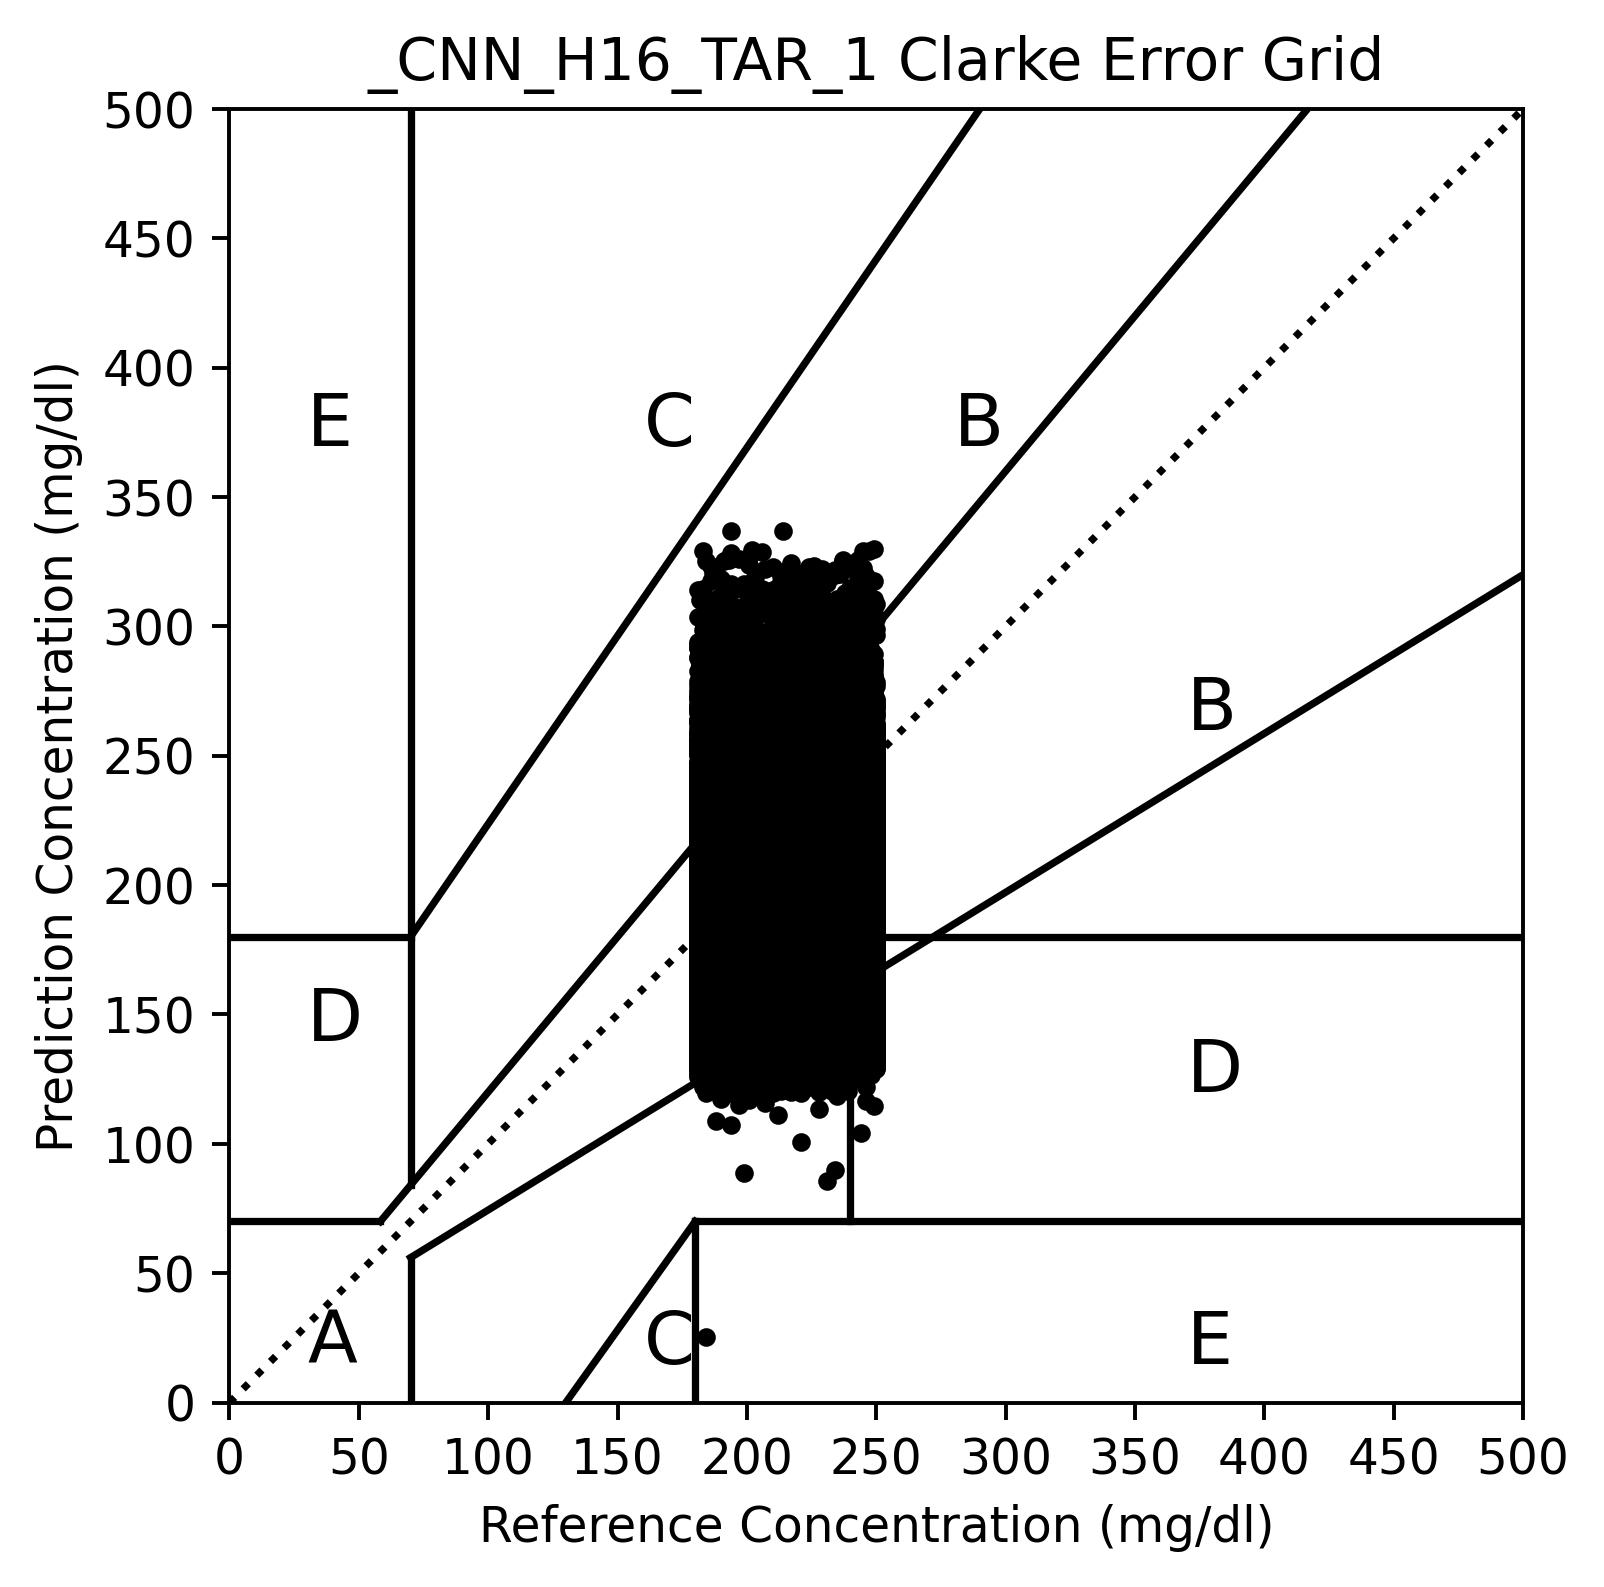 _CNN_H16_TAR_1 Clarke Error Grid
500
450
400
350
300
250
200
150
100
50
0
Prediction Concentration (mg/dl)
E
C
B
B
D
D
A
C
E
0 50 100 150 200 250 300 350 400 450 500
Reference Concentration (mg/dl)